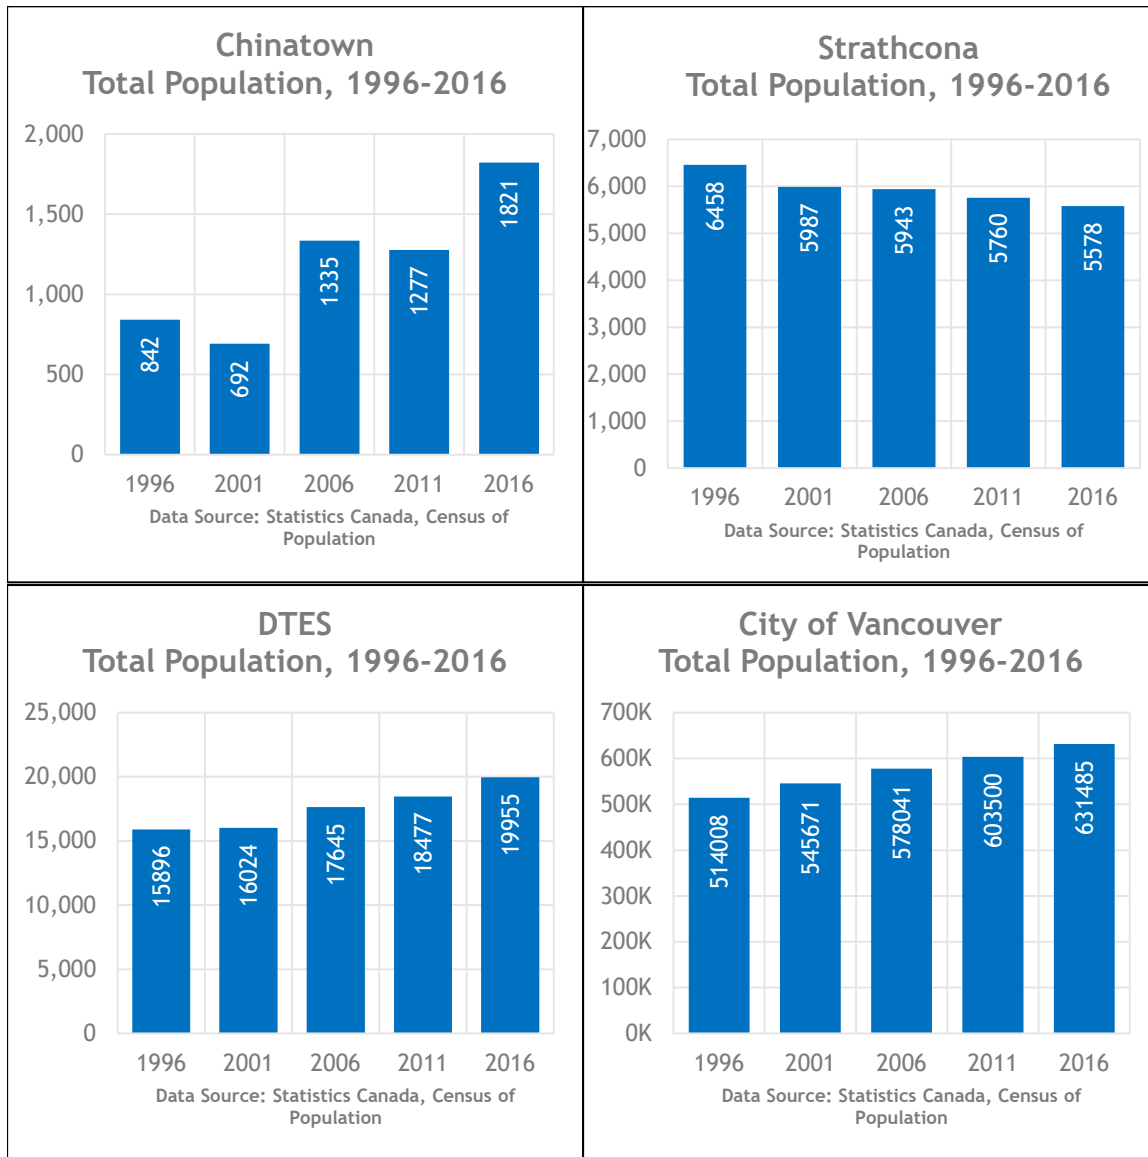 Chinatown
Total Population, 1996-2016
2,000
1,500
1,000
500
0
842
692
1335
1277
1821
1996 2001 2006 2011 2016
Data Source: Statistics Canada, Census of
Population
Strathcona
Total Population, 1996-2016
7,000
6,000
5,000
4,000
3,000
2,000
1,000
0
6458
5987
5943
5760
5578
1996 2001 2006 2011 2016
Data Source: Statistics Canada, Census of
Population
DTES
Total Population, 1996-2016
25,000
20,000
15,000
10,000
5,000
0
15896
16024
17645
18477
19955
1996 2001 2006 2011 2016
Data Source: Statistics Canada, Census of
Population
City of Vancouver
Total Population, 1996-2016
700K
600K
500K
400K
300K
200K
100K
0K
514008
545671
578041
603500
631485
1996 2001 2006 2011 2016
Data Source: Statistics Canada, Census of
Population